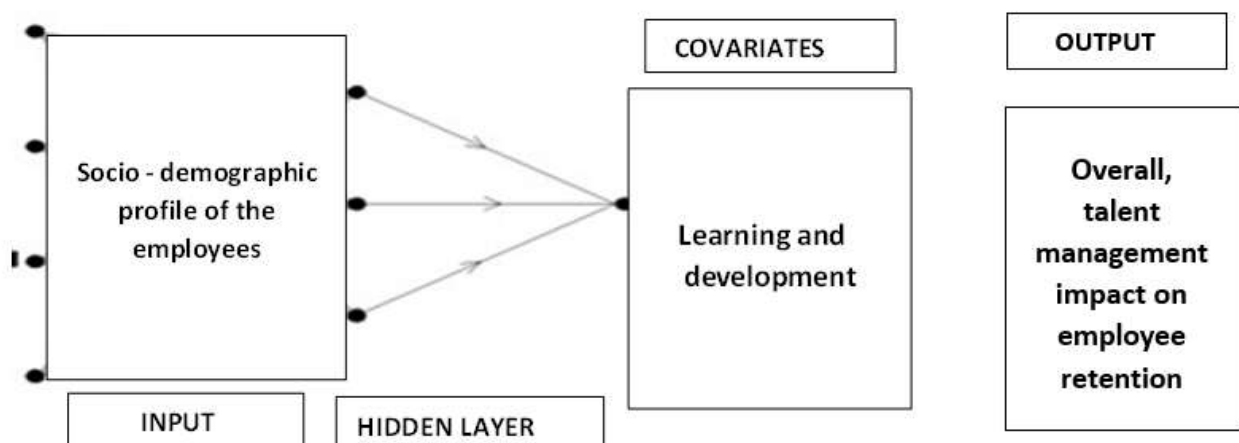 COVARIATES
OUTPUT
Socio - demographic
profile of the
employees
Learning and
development
Overall,
talent
management
impact on
employee
retention
INPUT
HIDDEN LAYER